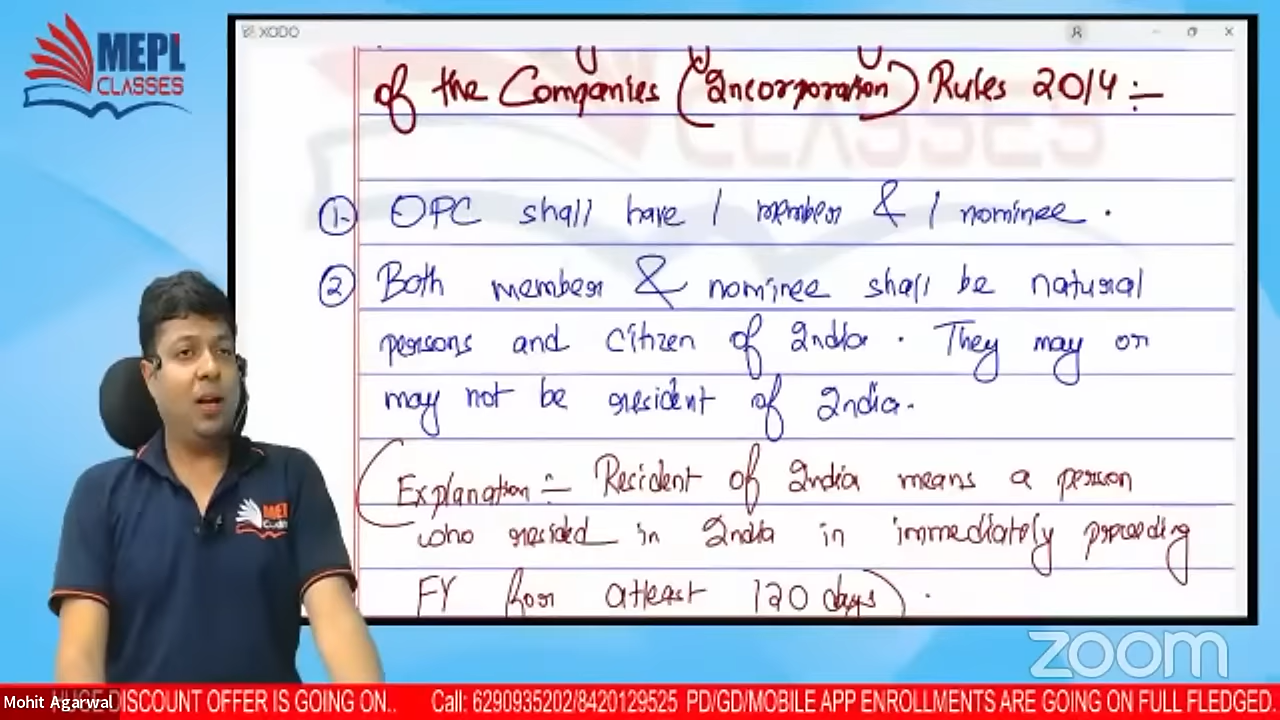 MEPL
CLASSES
XODO
of the Companies (Incorporation) Rules 2014 :-
CLASSES
1. OPC shall have 1 member & 1 nominee.
2 Both member & nominee shall be natural
persons and citizen of India. They may or
may not be resident of India.
(Explanation :- Resident of India means a person
who resided in India in immediately preceding
FY for atleast 120 days).
zoom
Mohit Agarwal
HUGE DISCOUNT OFFER IS GOING ON.. Call: 6290935202/8420129525 PD/GD/MOBILE APP ENROLLMENTS ARE GOING ON FULL FLEDGED.